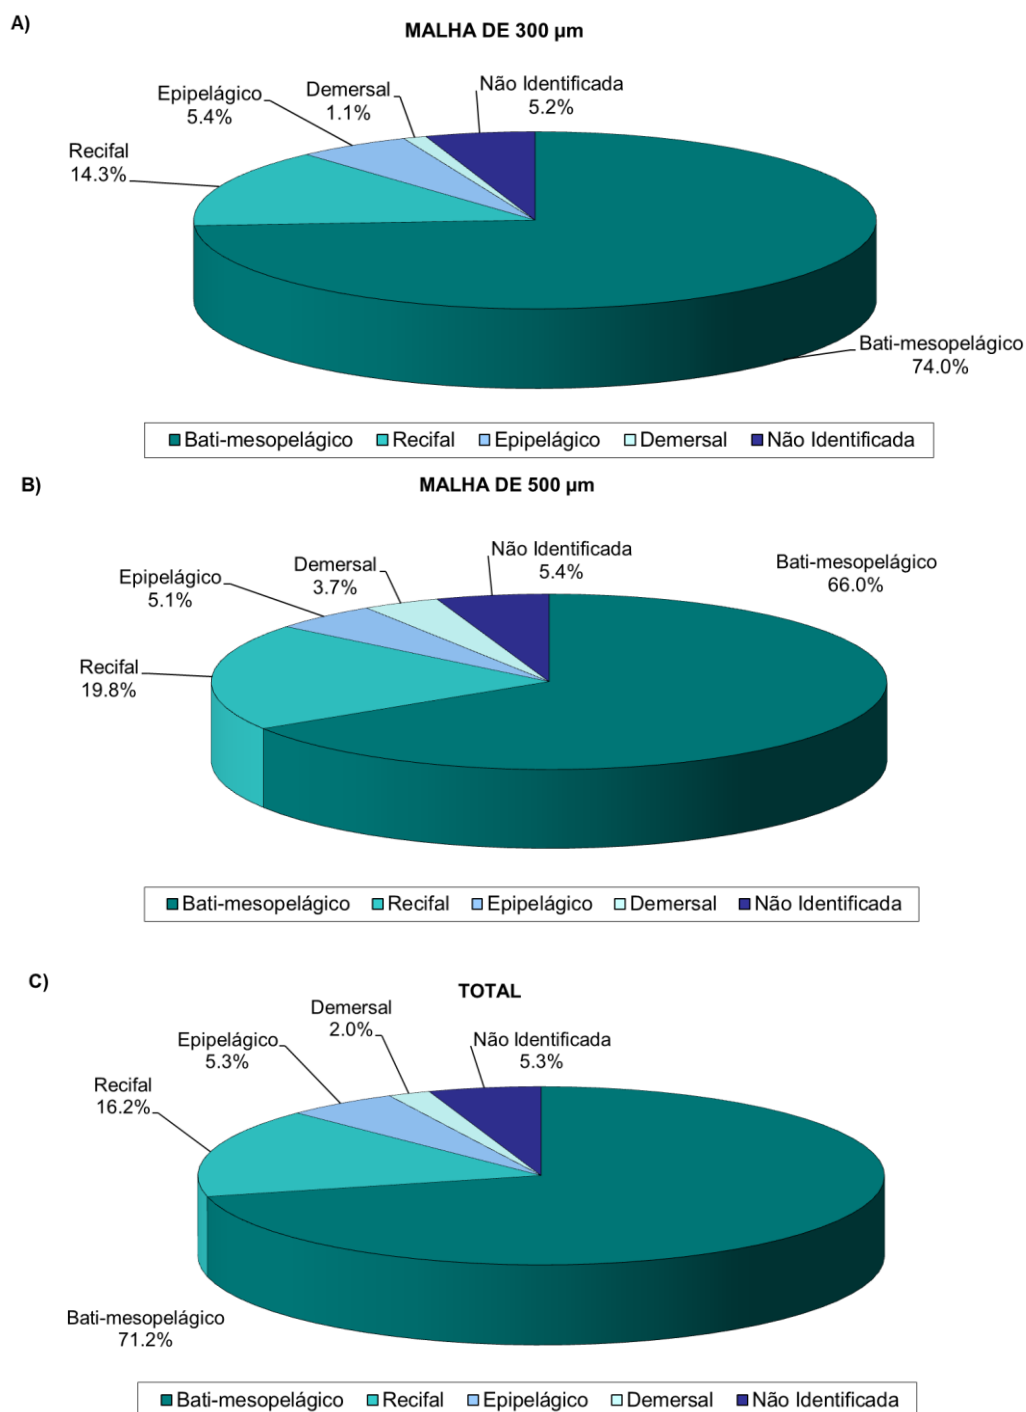 A)
MALHA DE 300 µm
Não Identificada
5.2%
Demersal
1.1%
Epipelágico
5.4%
Recifal
14.3%
Bati-mesopelágico
74.0%
Bati-mesopelágico Recifal Epipelágico Demersal Não Identificada
B)
MALHA DE 500 µm
Não Identificada
5.4%
Bati-mesopelágico
66.0%
Demersal
3.7%
Epipelágico
5.1%
Recifal
19.8%
Bati-mesopelágico Recifal Epipelágico Demersal Não Identificada
C)
TOTAL
Demersal
2.0%
Não Identificada
5.3%
Epipelágico
5.3%
Recifal
16.2%
Bati-mesopelágico
71.2%
Bati-mesopelágico Recifal Epipelágico Demersal Não Identificada